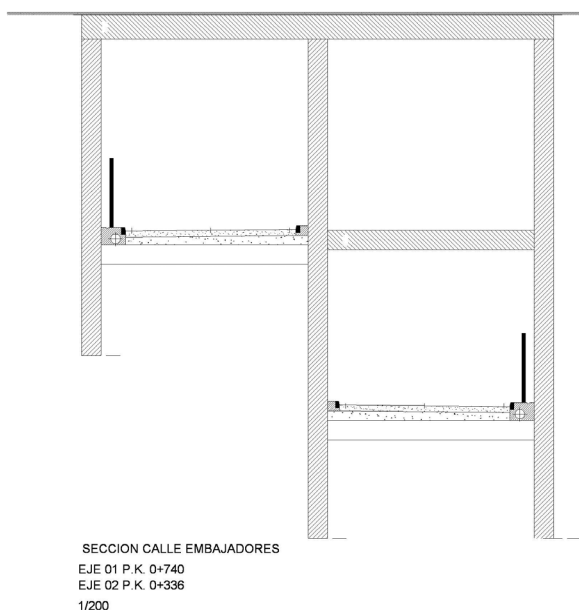 SECCION CALLE EMBAJADORES
EJE 01 P.K. 0+740
EJE 02 P.K. 0+336
1/200